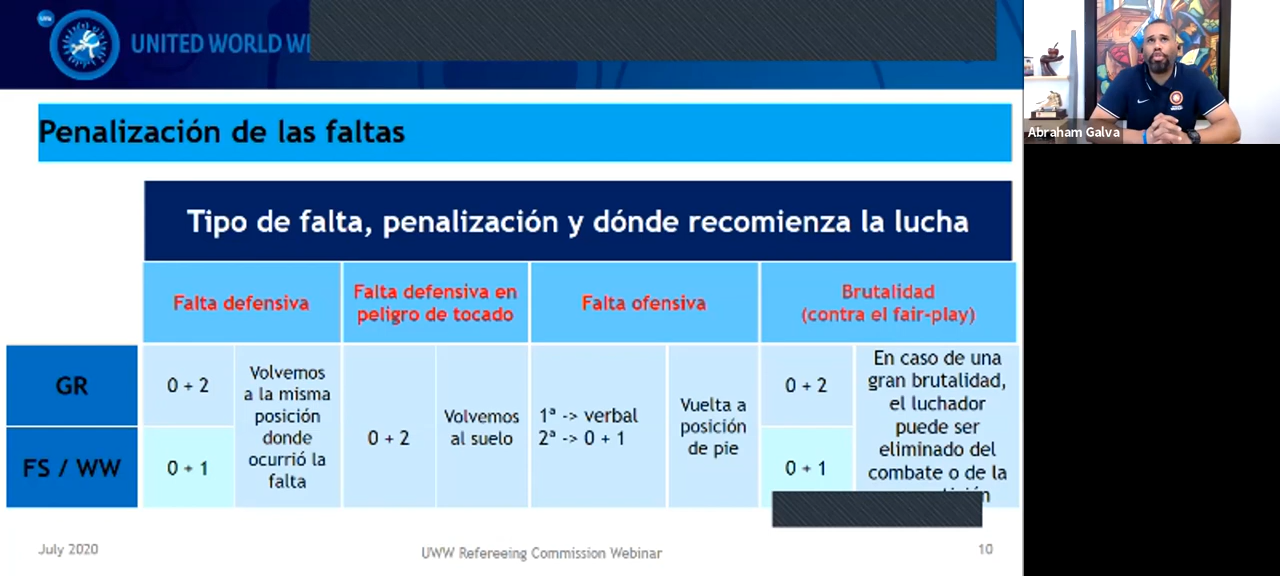 UNITED WORLD
Abraham Galva
Penalización de las faltas
Tipo de falta, penalización y dónde recomienza la lucha
Falta defensiva
Falta defensiva en
peligro de tocado
Falta ofensiva
Brutalidad
(contra el fair-play)
GR
0 + 2
Volvemos
a la misma
posición
donde
ocurrió la
falta
0 + 2
Volvemos
al suelo
1ª -> verbal
2ª -> 0 + 1
Vuelta a
posición
de pie
0 + 2
En caso de una
gran brutalidad,
el luchador
puede ser
eliminado del
combate o de la
FS / WW
0 + 1
0 + 1
July 2020
UWW Refereeing Commission Webinar
10